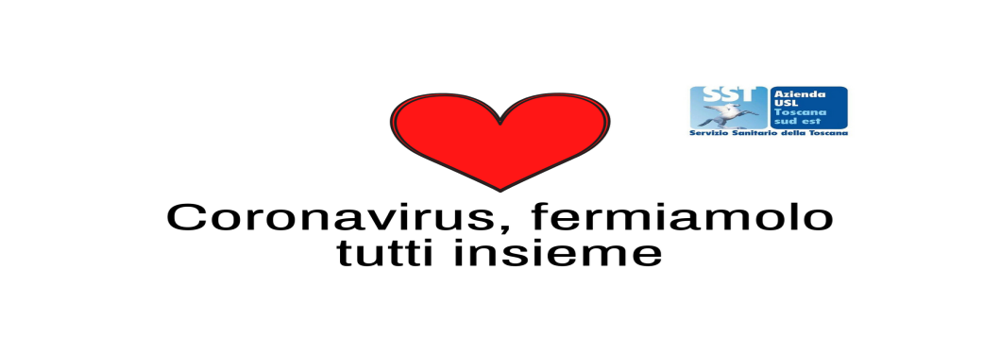 SST
Azienda
USL
Toscana
sud est
Servizio Sanitario della Toscana
Coronavirus, fermiamolo
tutti insieme